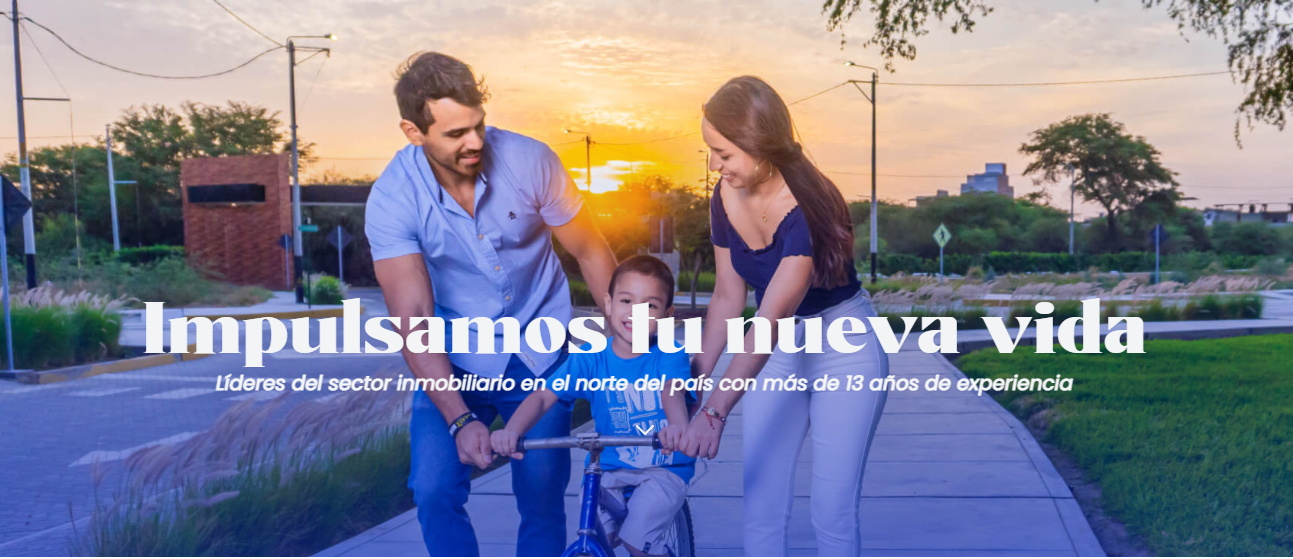 Impulsamos tu nueva vida
Líderes del sector inmobiliario en el norte del país con más de 13 años de experiencia